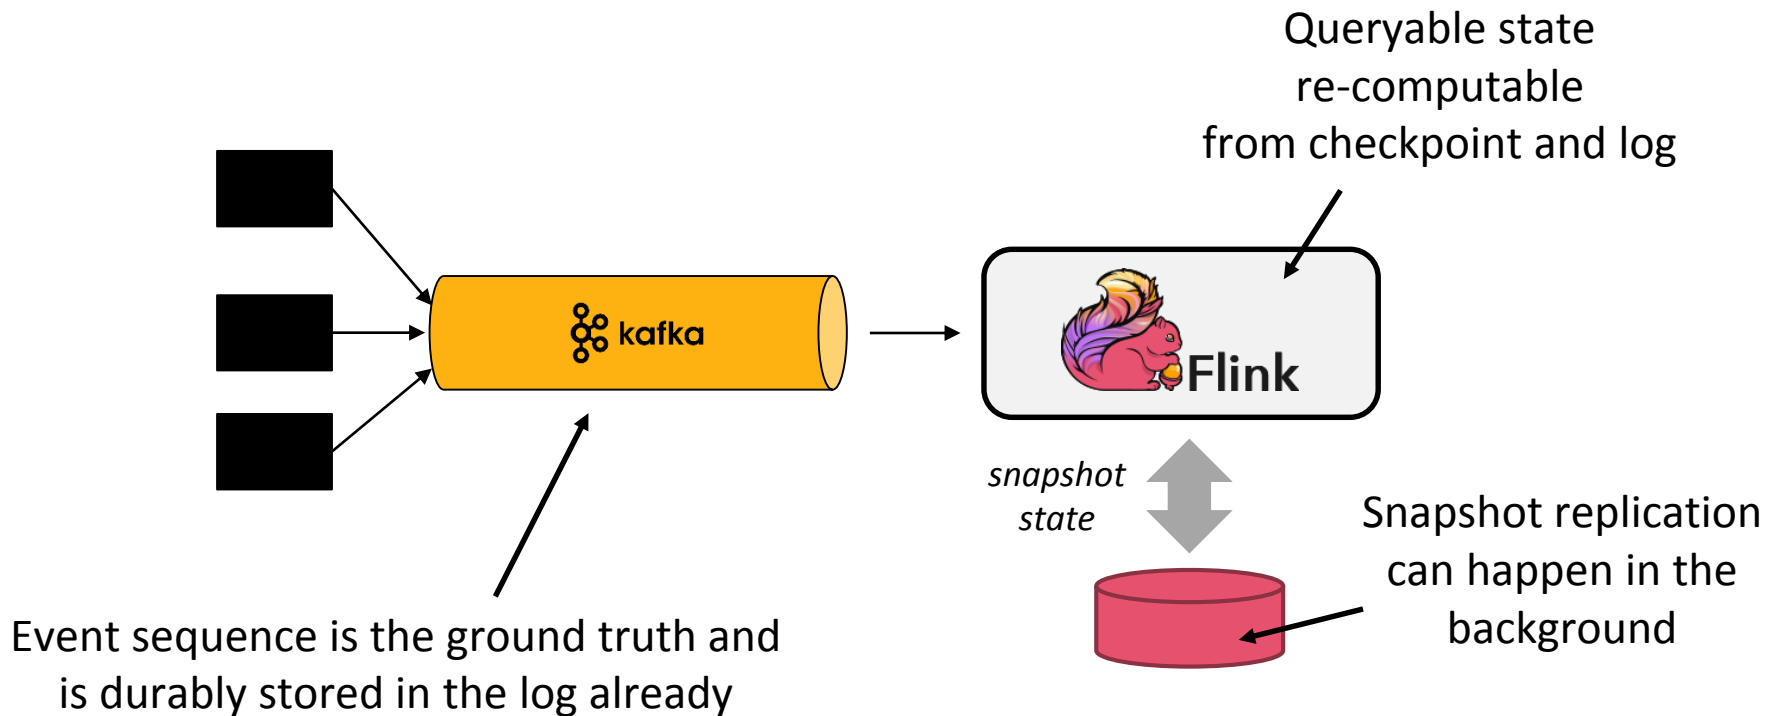 Queryable state
re-computable
from checkpoint and log
kafka
Flink
snapshot
state
Snapshot replication
can happen in the
background
Event sequence is the ground truth and
is durably stored in the log already